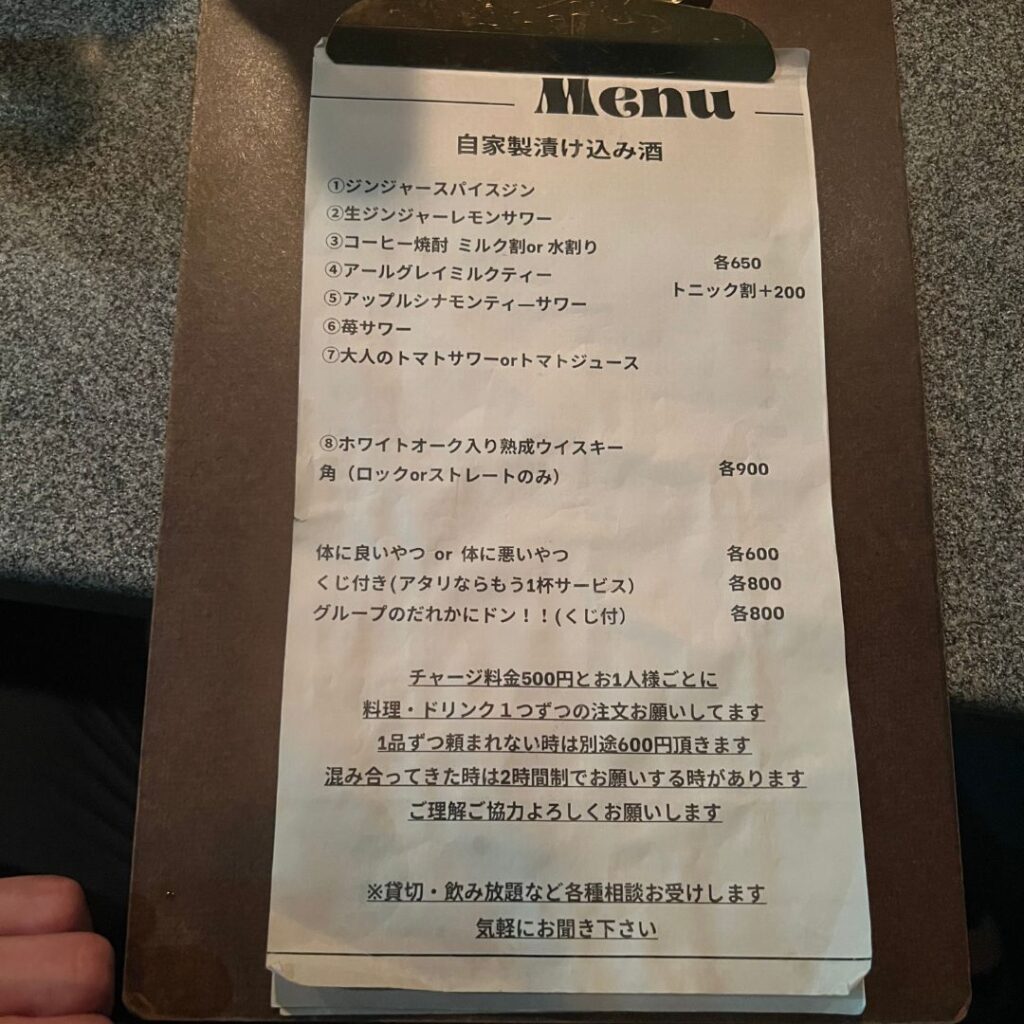 Menu
自家製漬け込み酒
①ジンジャースパイスジン
②生ジンジャーレモンサワー
③コーヒー焼酎 ミルク割or 水割り
④アールグレイミルクティー
⑤アップルシナモンティ―サワー
⑥苺サワー
⑦大人のトマトサワーorトマトジュース
各650
トニック割＋200
⑧ホワイトオーク入り熟成ウイスキー
角（ロックorストレートのみ）
各900
体に良いやつ or 体に悪いやつ 各600
くじ付き(アタリならもう1杯サービス） 各800
グループのだれかにドン！！(くじ付） 各800
チャージ料金500円とお1人様ごとに
料理・ドリンク１つずつの注文お願いしてます
1品ずつ頼まれない時は別途600円頂きます
混み合ってきた時は2時間制でお願いする時があります
ご理解ご協力よろしくお願いします
※貸切・飲み放題など各種相談お受けします
気軽にお聞き下さい